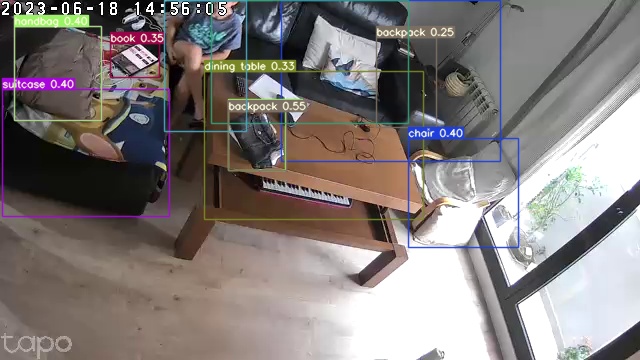 2023-06-18 14:56:05
handbag 0.40
book 0.35
backpack 0.25
dining table 0.33
suitcase 0.40
backpack 0.55
chair 0.40
tapo